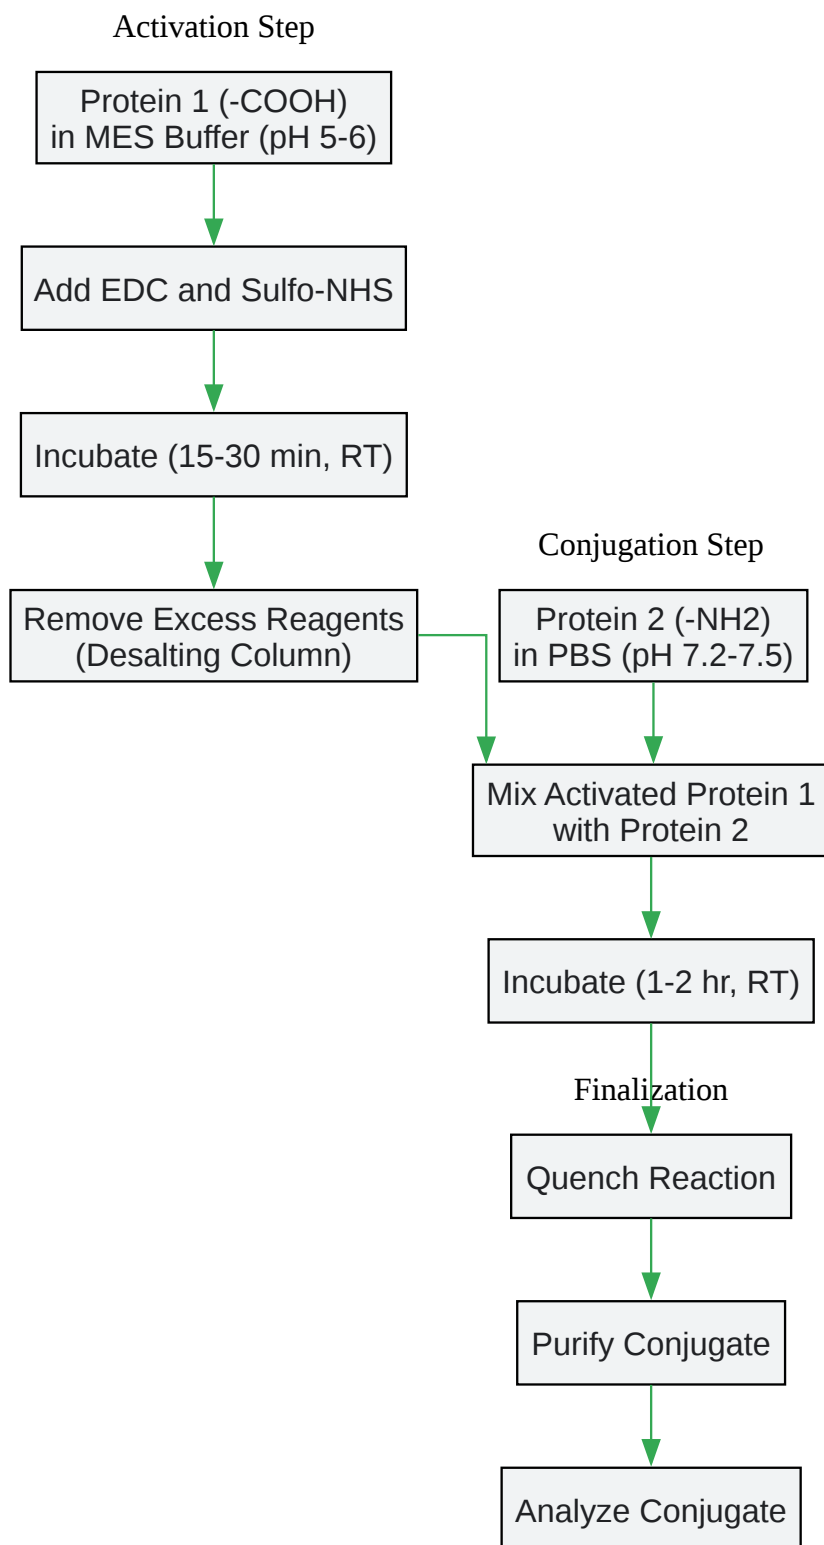 Activation Step
Protein 1 (-COOH)
in MES Buffer (pH 5-6)
Add EDC and Sulfo-NHS
Incubate (15-30 min, RT)
Remove Excess Reagents
(Desalting Column)
Conjugation Step
Protein 2 (-NH2)
in PBS (pH 7.2-7.5)
Mix Activated Protein 1
with Protein 2
Incubate (1-2 hr, RT)
Finalization
Quench Reaction
Purify Conjugate
Analyze Conjugate